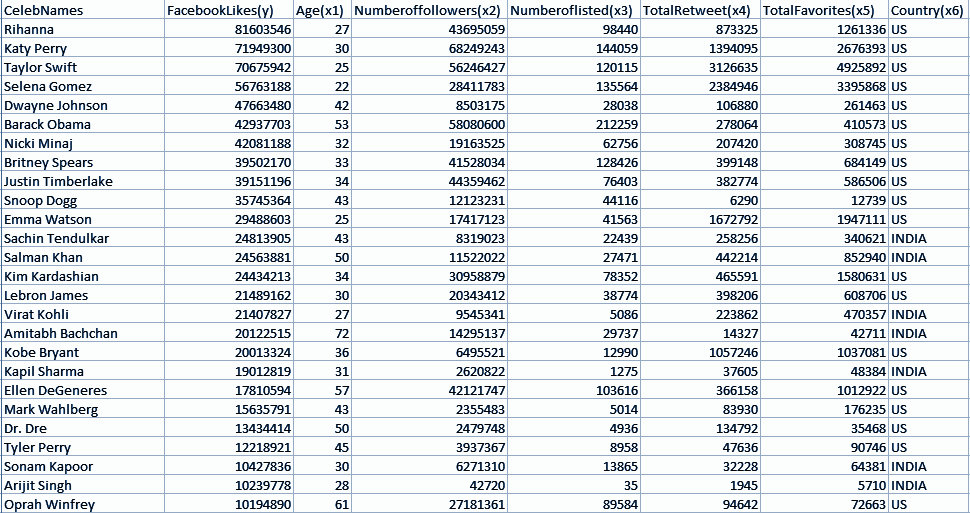 CelebNames FacebookLikes(y) Age(x1) Numberoffollowers(x2) Numberoflisted(x3) TotalRetweet(x4) TotalFavorites(x5) Country(x6)
Rihanna 81603546 27 43695059 98440 873325 1261336 US
Katy Perry 71949300 30 68249243 144059 1394095 2676393 US
Taylor Swift 70675942 25 56246427 120115 3126635 4925892 US
Selena Gomez 56763188 22 28411783 135564 2384946 3395868 US
Dwayne Johnson 47663480 42 8503175 28038 106880 261463 US
Barack Obama 42937703 53 58080600 212259 278064 410573 US
Nicki Minaj 42081188 32 19163525 62756 207420 308745 US
Britney Spears 39502170 33 41528034 128426 399148 684149 US
Justin Timberlake 39151196 34 44359462 76403 382774 586506 US
Snoop Dogg 35745364 43 12123231 44116 6290 12739 US
Emma Watson 29488603 25 17417123 41563 1672792 1947111 US
Sachin Tendulkar 24813905 43 8319023 22439 258256 340621 INDIA
Salman Khan 24563881 50 11522022 27471 442214 852940 INDIA
Kim Kardashian 24434213 34 30958879 78352 465591 1580631 US
Lebron James 21489162 30 20343412 38774 398206 608706 US
Virat Kohli 21407827 27 9545341 5086 223862 470357 INDIA
Amitabh Bachchan 20122515 72 14295137 29737 14327 42711 INDIA
Kobe Bryant 20013324 36 6495521 12990 1057246 1037081 US
Kapil Sharma 19012819 31 2620822 1275 37605 48384 INDIA
Ellen DeGeneres 17810594 57 42121747 103616 366158 1012922 US
Mark Wahlberg 15635791 43 2355483 5014 83930 176235 US
Dr. Dre 13434414 50 2479748 4936 134792 35468 US
Tyler Perry 12218921 45 3937367 8958 47636 90746 US
Sonam Kapoor 10427836 30 6271310 13865 32228 64381 INDIA
Arijit Singh 10239778 28 42720 35 1945 5710 INDIA
Oprah Winfrey 10194890 61 27181361 89584 94642 72663 US